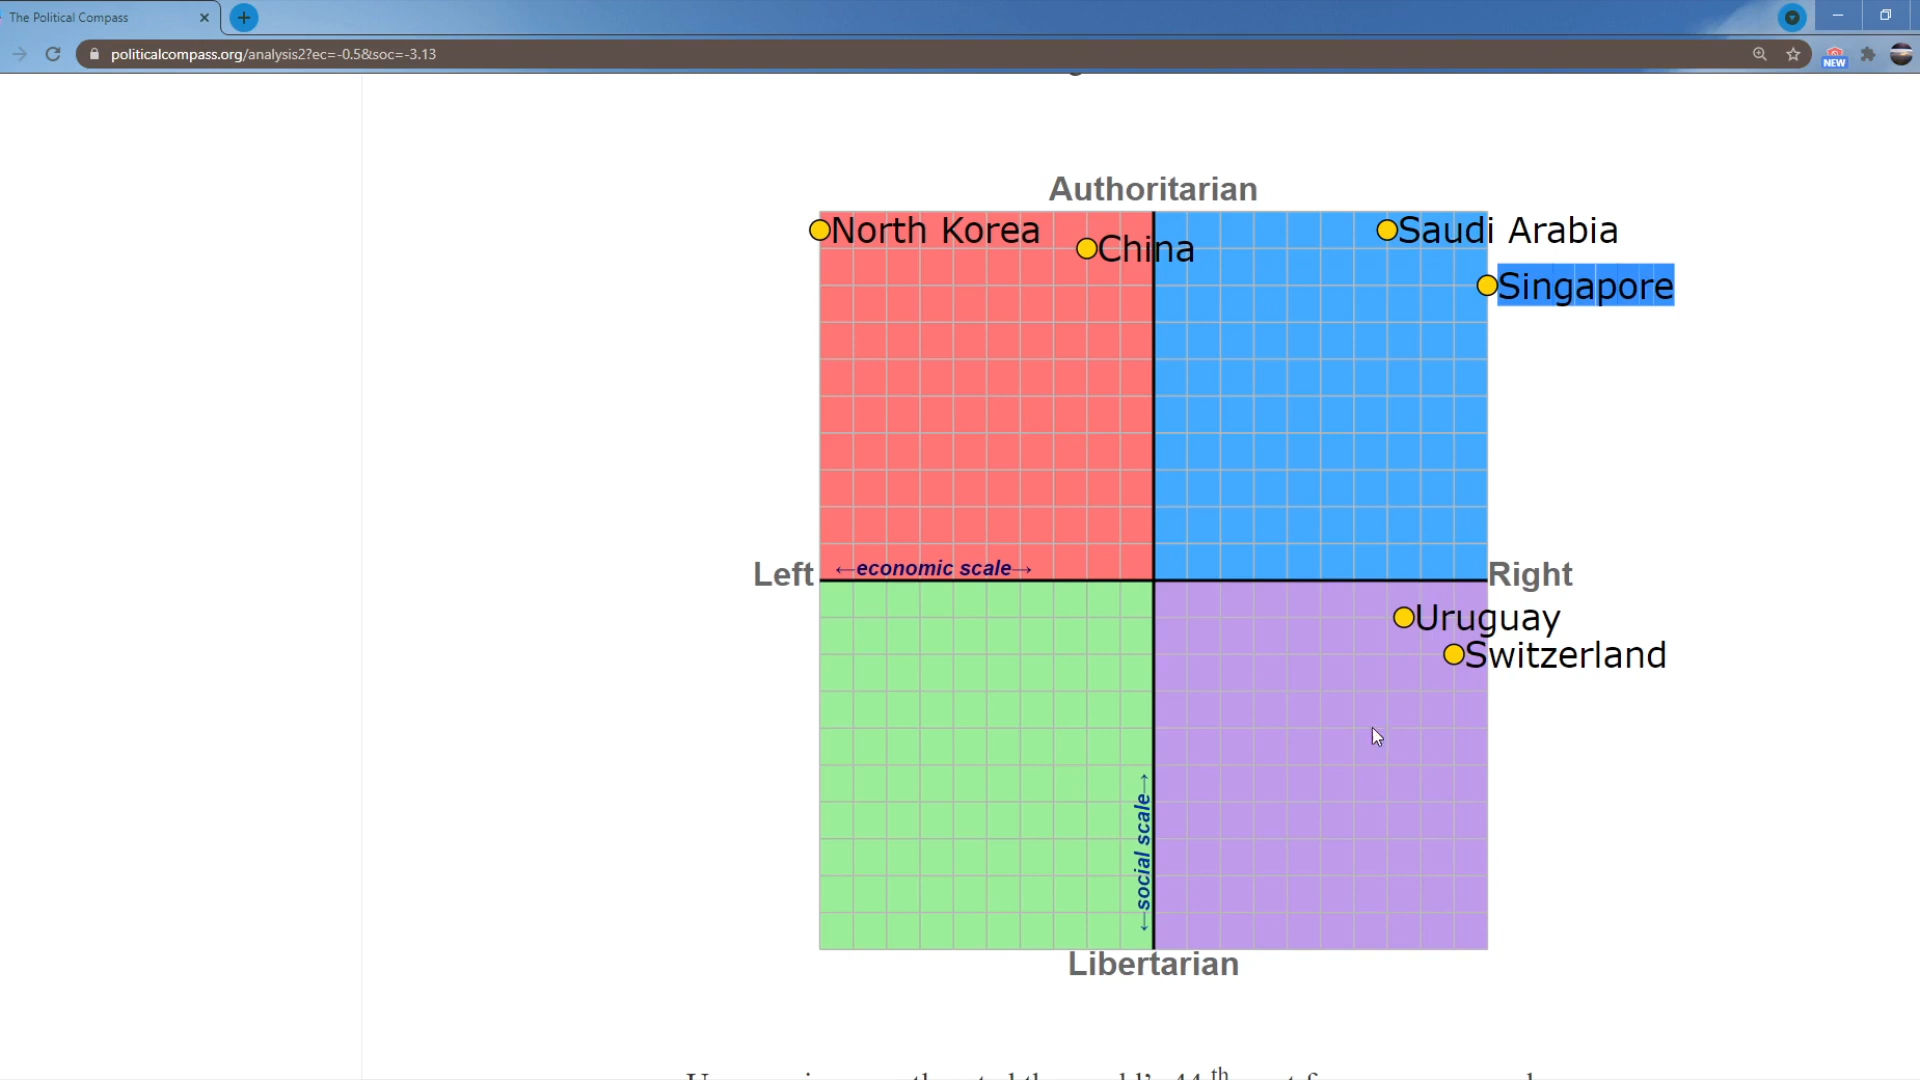 The Political Compass
politicalcompass.org/analysis2?ec=-0.5&soc=-3.13
NEW
Authoritarian
North Korea
Saudi Arabia
China
Singapore
←economic scale→
Left
Right
Uruguay
Switzerland
←social scale→
Libertarian